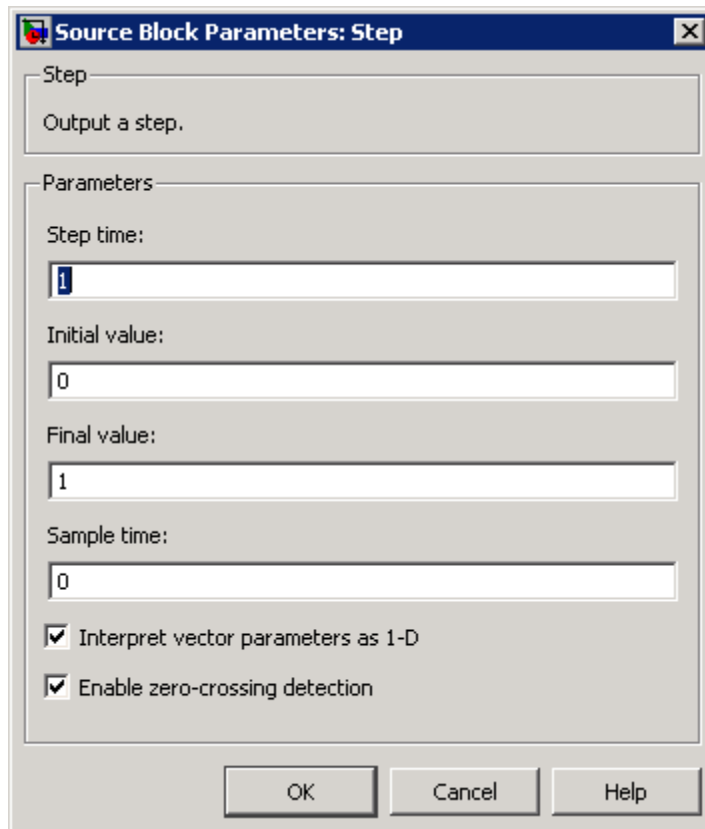 Source Block Parameters: Step
Step
Output a step.
Parameters
Step time:
1
Initial value:
0
Final value:
1
Sample time:
0
Interpret vector parameters as 1-D
Enable zero-crossing detection
OK Cancel Help